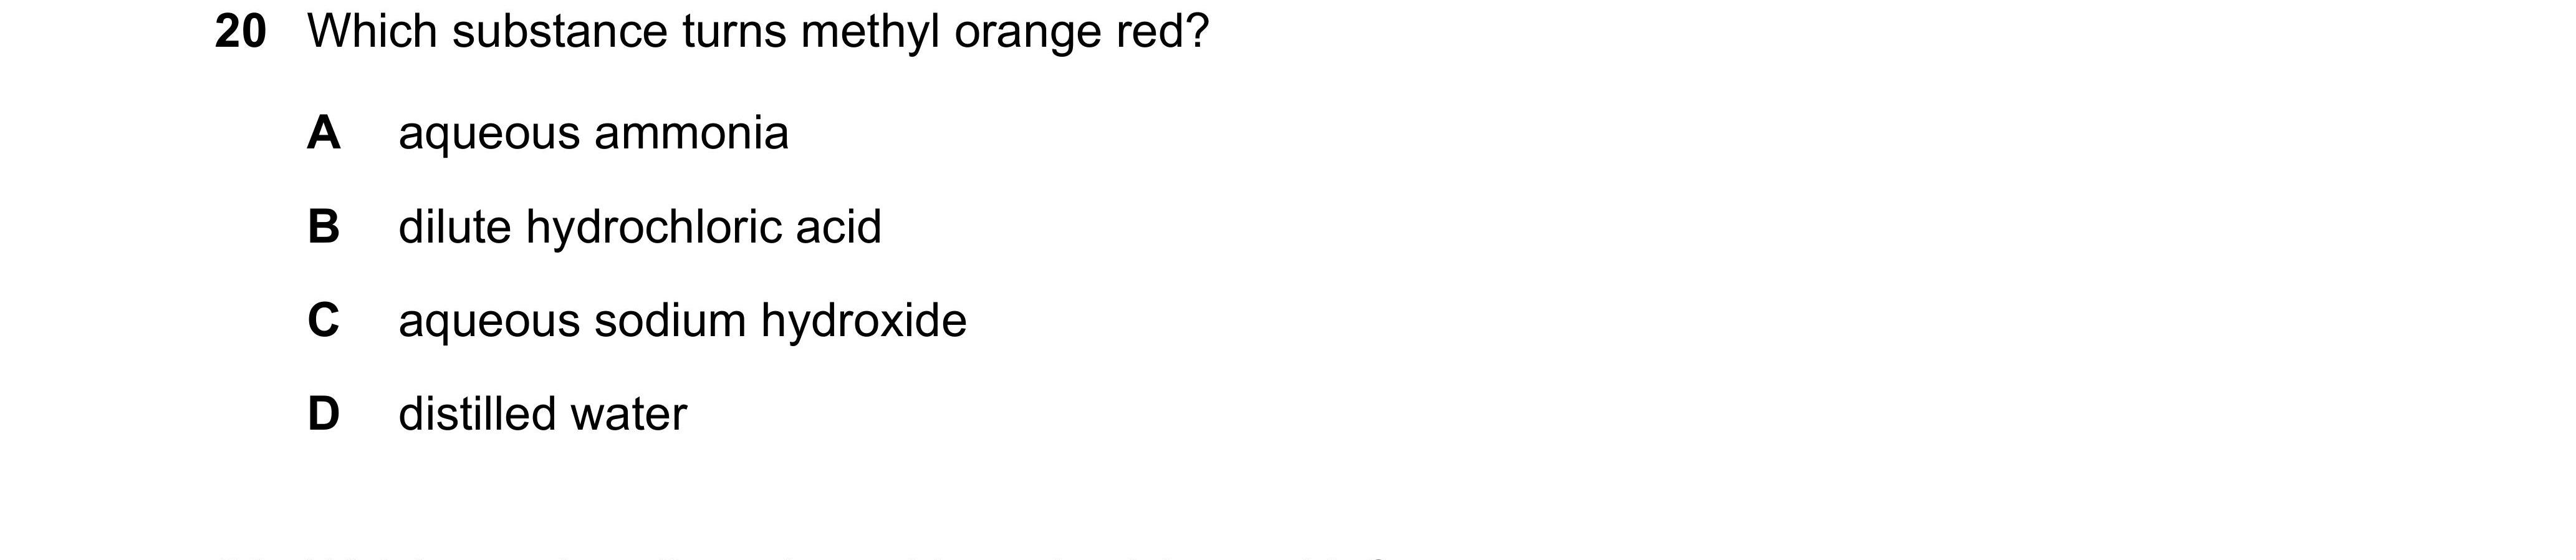 20 Which substance turns methyl orange red?
A aqueous ammonia
B dilute hydrochloric acid
C aqueous sodium hydroxide
D distilled water